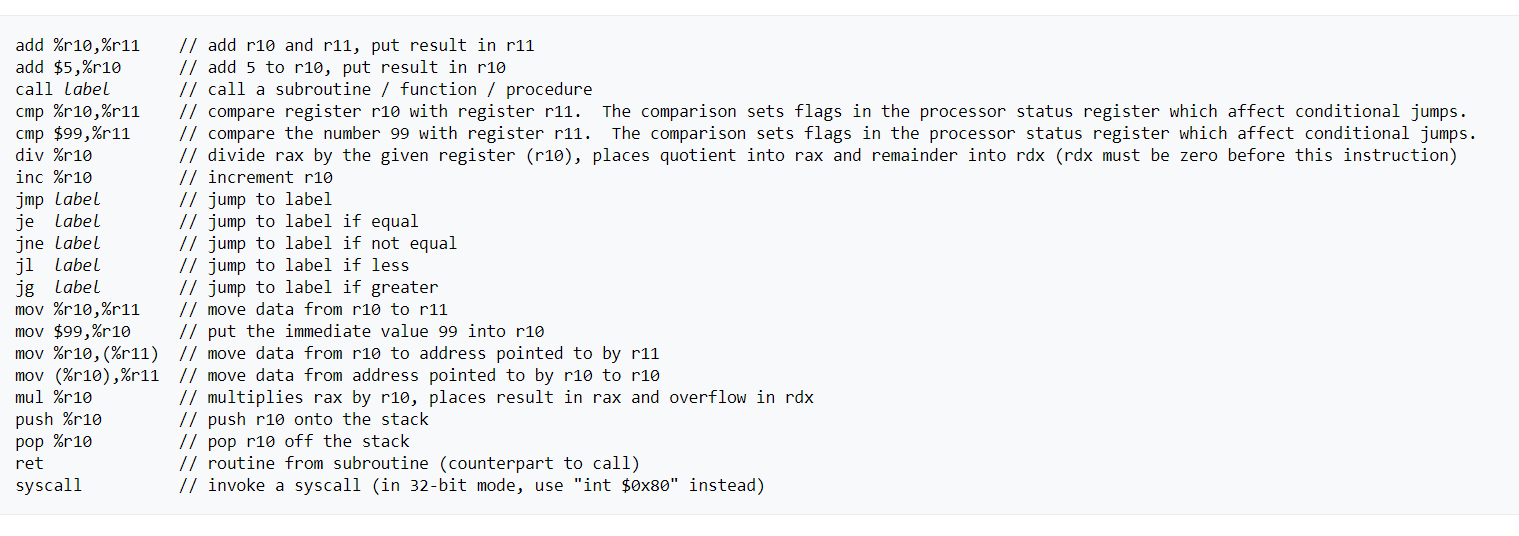 add %r10,%r11    // add r10 and r11, put result in r11
add $5,%r10      // add 5 to r10, put result in r10
call label       // call a subroutine / function / procedure
cmp %r10,%r11    // compare register r10 with register r11.  The comparison sets flags in the processor status register which affect conditional jumps.
cmp $99,%r11     // compare the number 99 with register r11.  The comparison sets flags in the processor status register which affect conditional jumps.
div %r10         // divide rax by the given register (r10), places quotient into rax and remainder into rdx (rdx must be zero before this instruction)
inc %r10         // increment r10
jmp label        // jump to label
je  label        // jump to label if equal
jne label        // jump to label if not equal
jl  label        // jump to label if less
jg  label        // jump to label if greater
mov %r10,%r11    // move data from r10 to r11
mov $99,%r10     // put the immediate value 99 into r10
mov %r10,(%r11)  // move data from r10 to address pointed to by r11
mov (%r10),%r11  // move data from address pointed to by r10 to r10
mul %r10         // multiplies rax by r10, places result in rax and overflow in rdx
push %r10        // push r10 onto the stack
pop %r10         // pop r10 off the stack
ret              // routine from subroutine (counterpart to call)
syscall          // invoke a syscall (in 32-bit mode, use "int $0x80" instead)